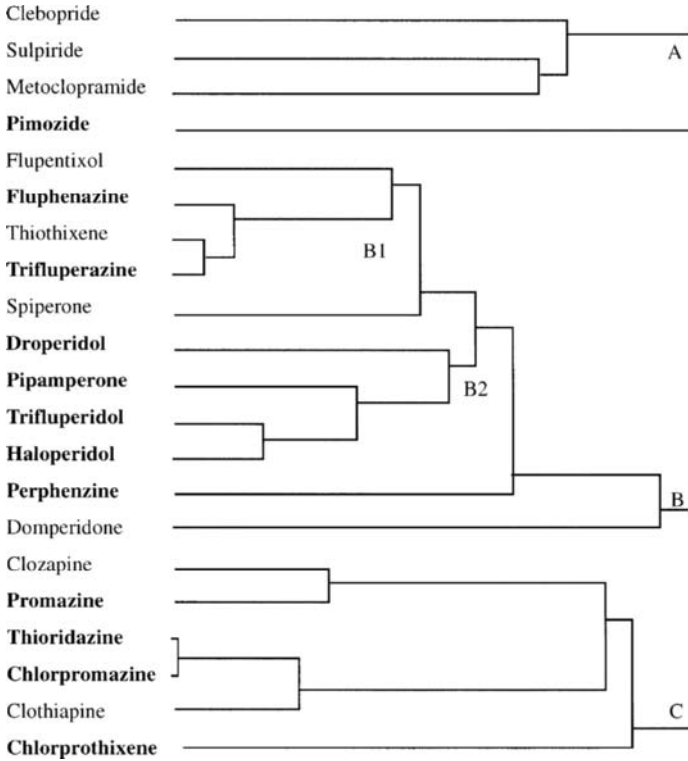 Clebopride
Sulpiride
A
Metoclopramide
Pimozide
Flupentixol
Fluphenazine
Thiothixene
B1
Trifluperazine
Spiperone
Droperidol
Pipamperone
B2
Trifluperidol
Haloperidol
Perphenzine
B
Domperidone
Clozapine
Promazine
Thioridazine
Chlorpromazine
Clothiapine
C
Chlorprothixene